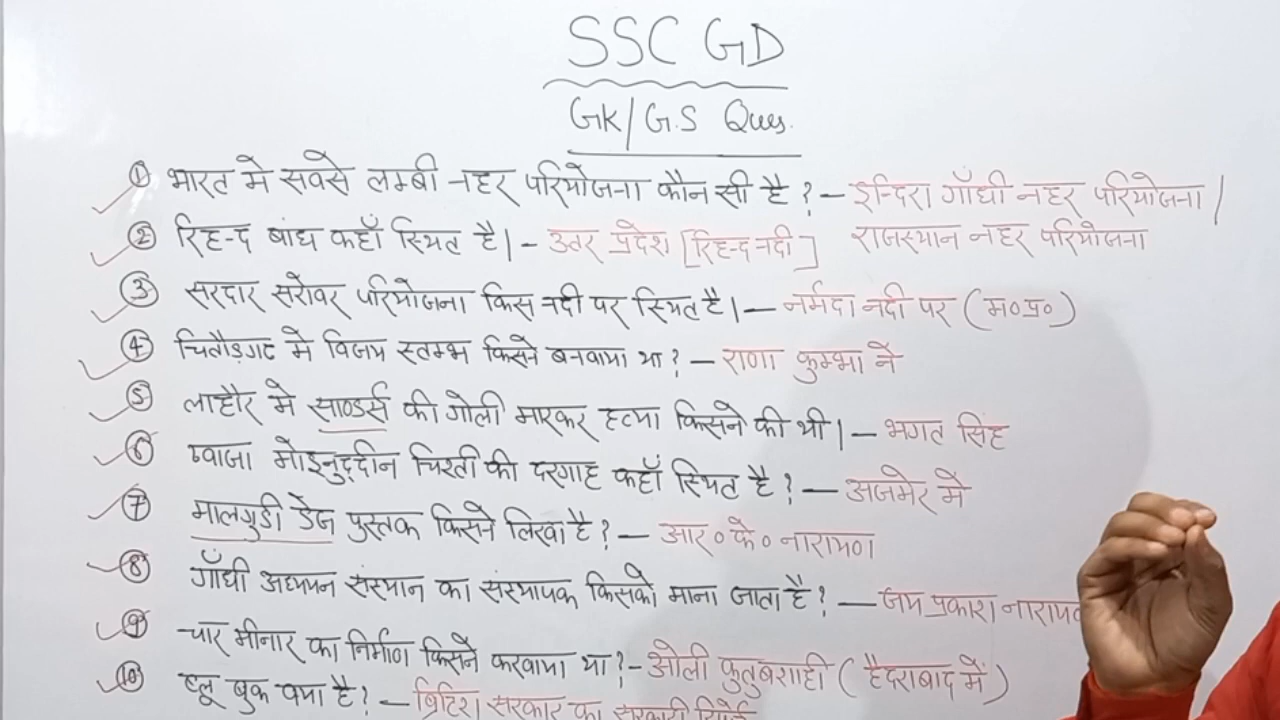 SSC GD
GK/G.S Ques.
① भारत मे सबसे लम्बी नहर परियोजना कौन सी है ? – इन्दिरा गाँधी नहर परियोजना /
राजस्थान नहर परियोजना
② रिहन्द बांध कहाँ स्थित है। – उतर प्रदेश [रिहन्द नदी]
③ सरदार सरोवर परियोजना किस नदी पर स्थित है। – नर्मदा नदी पर (म०प्र०)
④ चितौड़गढ मे विजय स्तम्भ किसने बनवाया था? – राणा कुम्भा ने
⑤ लाहौर मे साण्डर्स की गोली मारकर हत्या किसने की थी। – भगत सिंह
⑥ ख्वाजा मोइनुद्दीन चिश्ती की दरगाह कहाँ स्थित है? – अजमेर मे
⑦ मालगुडी डेज पुस्तक किसने लिखा है? – आर० के० नारायण
⑧ गाँधी अध्ययन संस्थान का संस्थापक किसको माना जाता है? – जय प्रकाश नाराय
⑨ चार मीनार का निर्माण किसने करवाया था? – ओली कुतुबशाही (हैदराबाद में)
⑩ ब्लू बुक क्या है? – ब्रिटिश सरकार का सरकारी रिपोर्ट